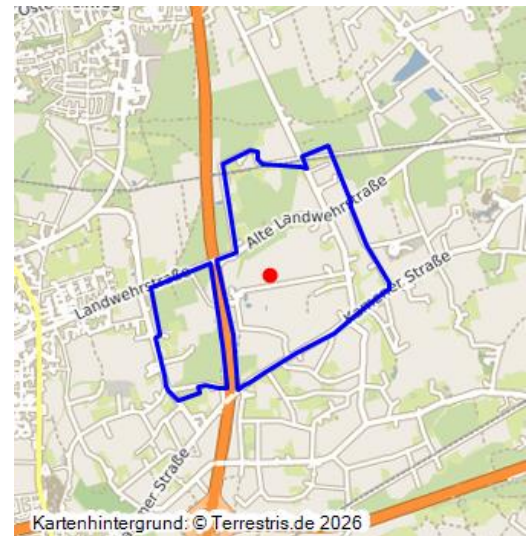 Alte Landwehrstraße
Landwehrstraße
Kamener Straße
Kartenhintergrund: © Terrestris.de 2026